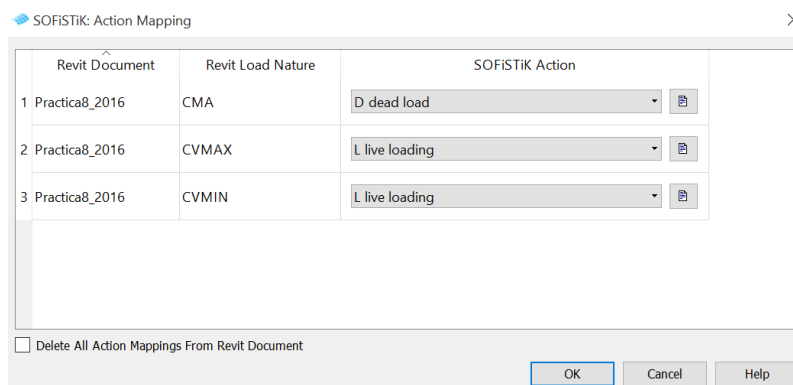 SOFiSTiK: Action Mapping
Revit Document Revit Load Nature SOFiSTiK Action
1 Practica8_2016 CMA D dead load
2 Practica8_2016 CVMAX L live loading
3 Practica8_2016 CVMIN L live loading
Delete All Action Mappings From Revit Document
OK Cancel Help